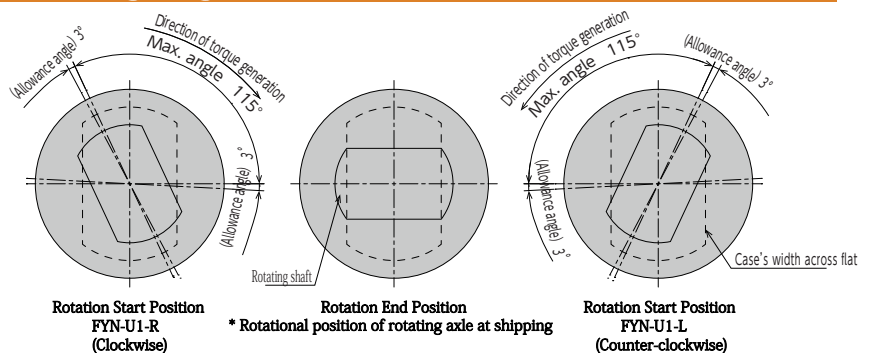 (Allowance angle) 3°
Direction of torque generation
Max. angle 115°
(Allowance angle) 3°
Rotation Start Position
FYN-U1-R
(Clockwise)
Rotating shaft
Rotation End Position
* Rotational position of rotating axle at shipping
Direction of torque generation
Max. angle 115°
(Allowance angle) 3°
(Allowance angle) 3°
Case's width across flat
Rotation Start Position
FYN-U1-L
(Counter-clockwise)